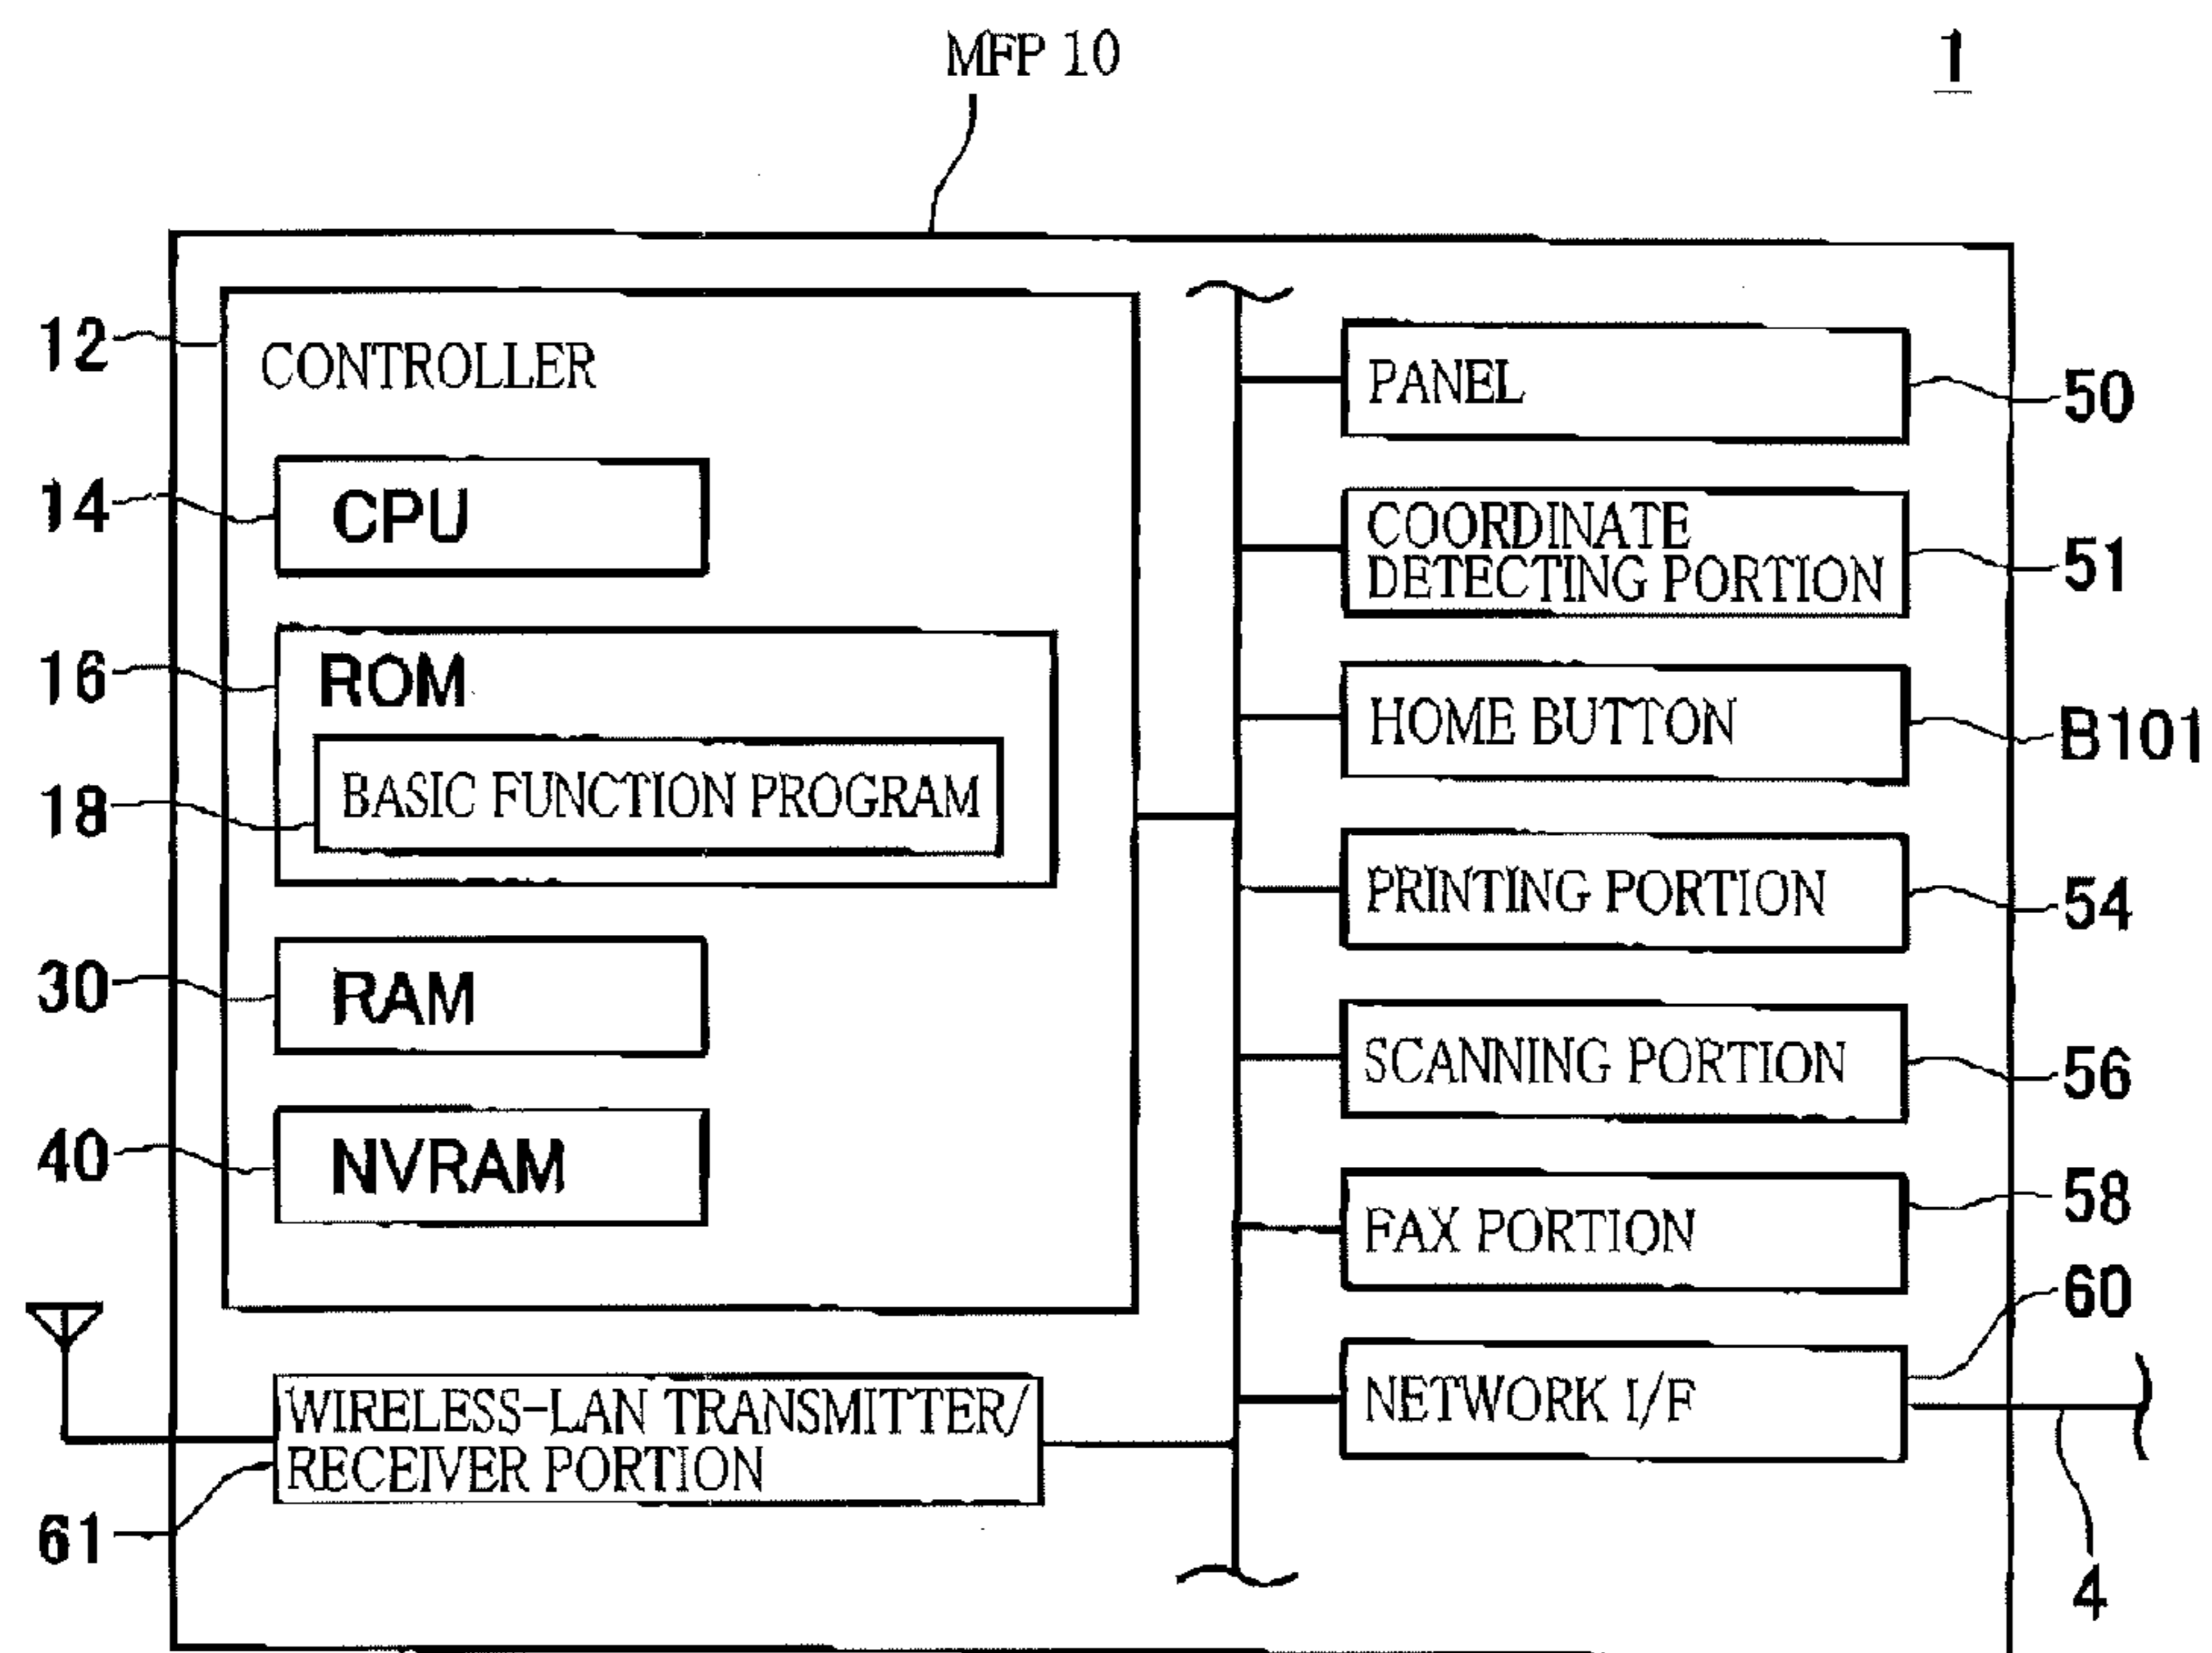 MFP 10
1
12
CONTROLLER
14
CPU
16
ROM
18
BASIC FUNCTION PROGRAM
30
RAM
40
NVRAM
WIRELESS-LAN TRANSMITTER/
RECEIVER PORTION
61
PANEL
50
COORDINATE
DETECTING PORTION
51
HOME BUTTON
B101
PRINTING PORTION
54
SCANNING PORTION
56
FAX PORTION
58
NETWORK I/F
60
4